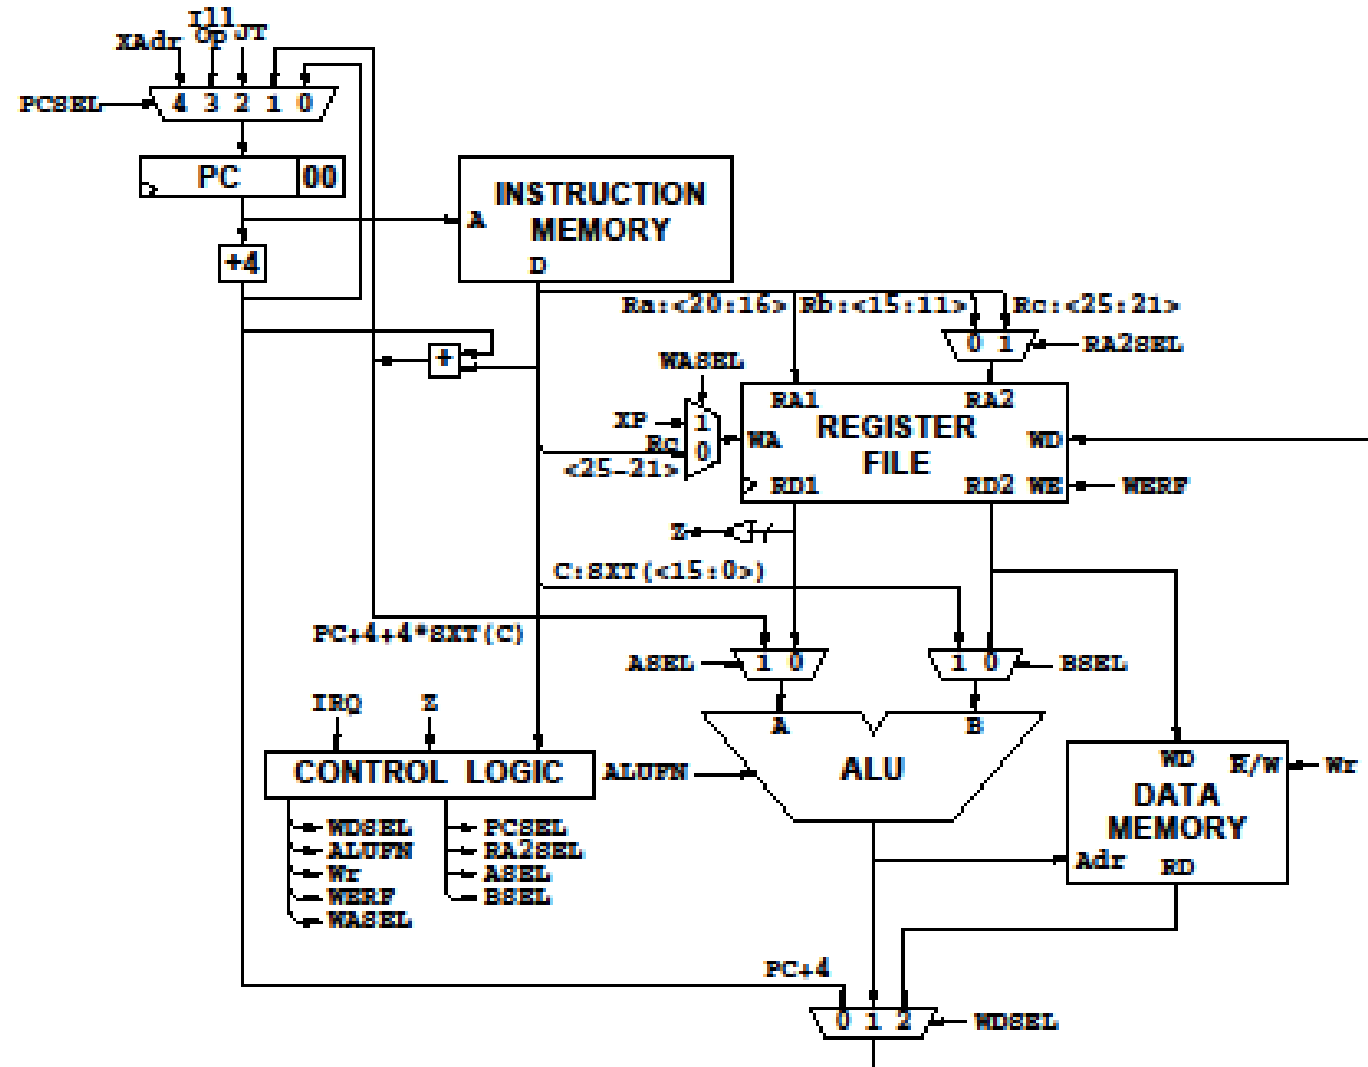 Ill
XAdr Op JT
PCSEL 4 3 2 1 0
PC 00
INSTRUCTION
MEMORY
A
D
+4
Ra:<20:16> Rb:<15:11> Rc:<25:21>
0 1 RA2SEL
+
WASEL
XP 1
Rc 0
<25-21>
RA1 RA2
REGISTER
FILE
WA WD
RD1 RD2 WE WERF
Z
C:SXT(<15:0>)
PC+4+4*SXT(C)
ASEL 1 0 1 0 BSEL
IRQ Z
A B
CONTROL LOGIC ALUFN ALU
WD R/W Wr
DATA
MEMORY
Adr RD
WDSEL PCSEL
ALUFN RA2SEL
Wr ASEL
WERF BSEL
WASEL
PC+4
0 1 2 WDSEL